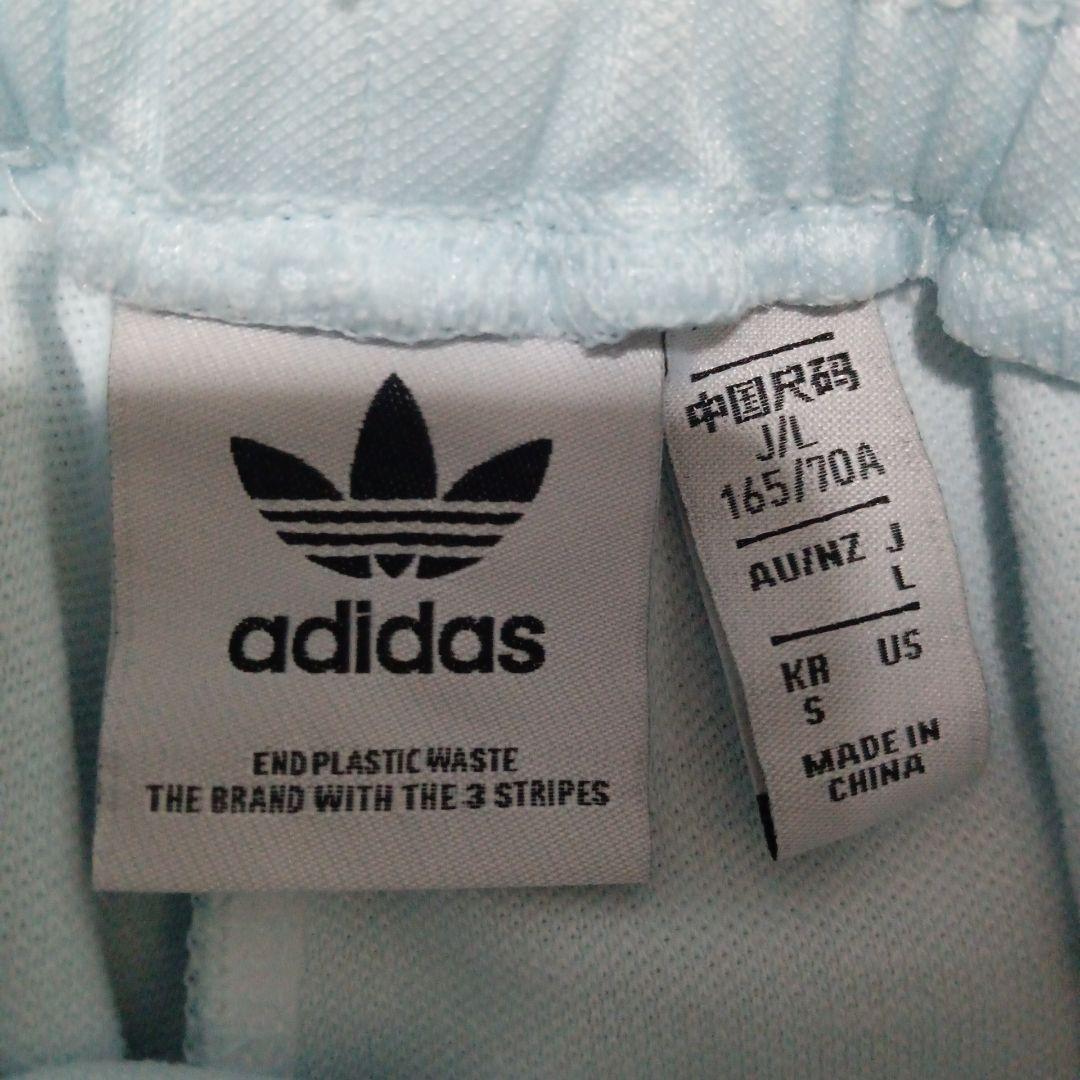 adidas
END PLASTIC WASTE
THE BRAND WITH THE 3 STRIPES
中国尺码
J/L
165/70A
AU/NZ J
L
KR US
S
MADE IN
CHINA